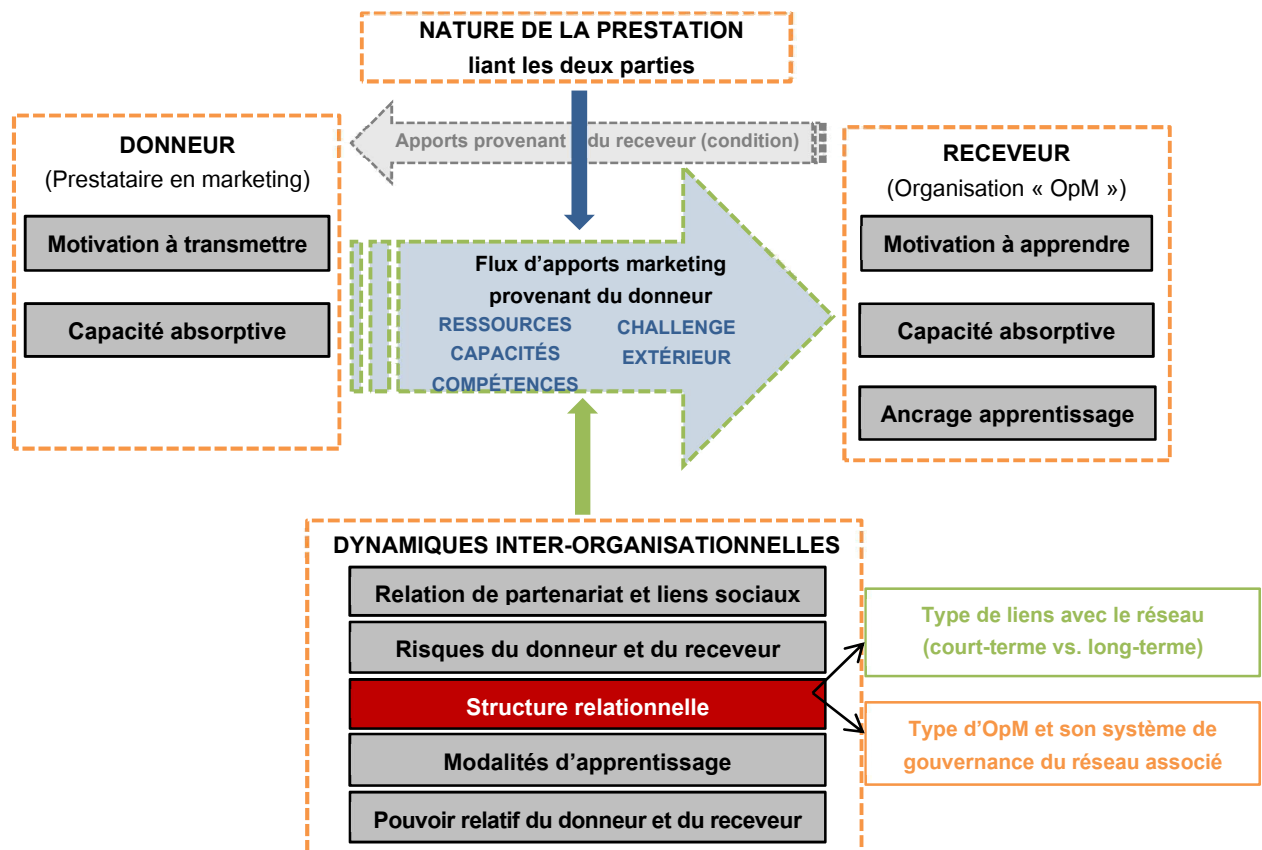 NATURE DE LA PRESTATION
liant les deux parties
Apports provenant du receveur (condition)
DONNEUR
(Prestataire en marketing)
Motivation à transmettre
Capacité absorptive
Flux d'apports marketing
provenant du donneur
RESSOURCES
CAPACITÉS
COMPÉTENCES
CHALLENGE
EXTÉRIEUR
RECEVEUR
(Organisation « OpM »)
Motivation à apprendre
Capacité absorptive
Ancrage apprentissage
DYNAMIQUES INTER-ORGANISATIONNELLES
Relation de partenariat et liens sociaux
Risques du donneur et du receveur
Structure relationnelle
Modalités d'apprentissage
Pouvoir relatif du donneur et du receveur
Type de liens avec le réseau
(court-terme vs. long-terme)
Type d'OpM et son système de
gouvernance du réseau associé